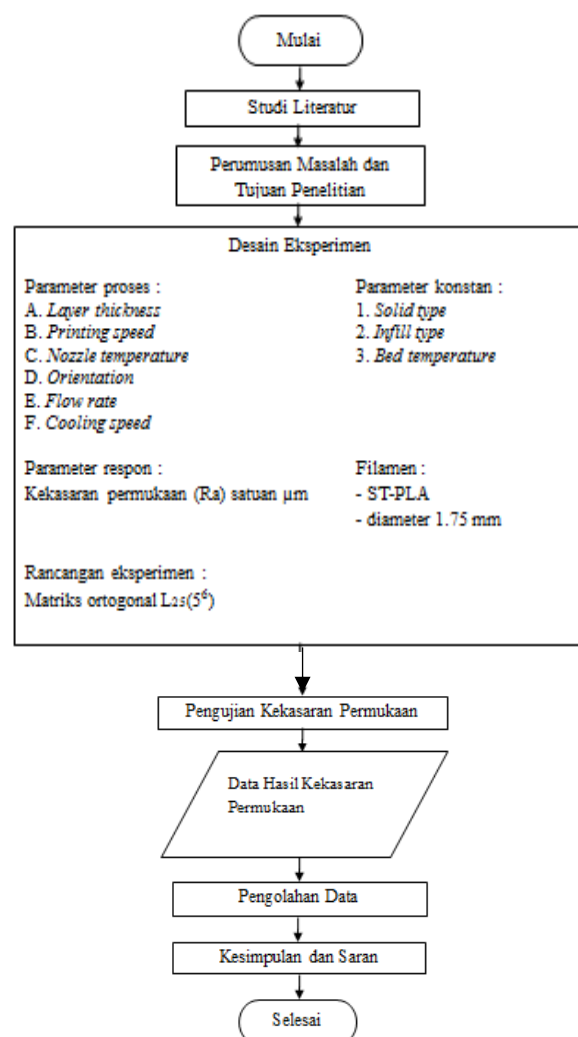 Mulai
Studi Literatur
Perumusan Masalah dan
Tujuan Penelitian
Desain Eksperimen
Parameter proses :
A. Layer thickness
B. Printing speed
C. Nozzle temperature
D. Orientation
E. Flow rate
F. Cooling speed
Parameter konstan :
1. Solid type
2. Infill type
3. Bed temperature
Parameter respon :
Kekasaran permukaan (Ra) satuan µm
Filamen :
- ST-PLA
- diameter 1.75 mm
Rancangan eksperimen :
Matriks ortogonal L₂₅(5⁶)
Pengujian Kekasaran Permukaan
Data Hasil Kekasaran
Permukaan
Pengolahan Data
Kesimpulan dan Saran
Selesai